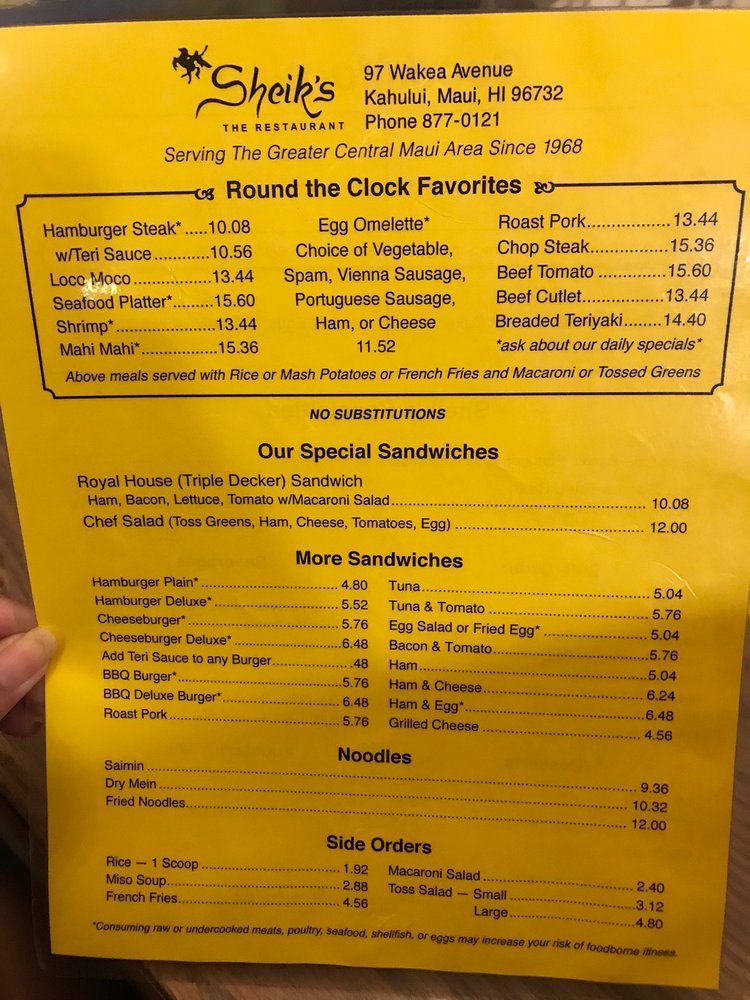 Sheik's
THE RESTAURANT
97 Wakea Avenue
Kahului, Maui, HI 96732
Phone 877-0121
Serving The Greater Central Maui Area Since 1968
Round the Clock Favorites
Hamburger Steak*.....10.08
w/Teri Sauce............10.56
Loco Moco................13.44
Seafood Platter*.........15.60
Shrimp*......................13.44
Mahi Mahi*.................15.36
Egg Omelette*
Choice of Vegetable,
Spam, Vienna Sausage,
Portuguese Sausage,
Ham, or Cheese
11.52
Roast Pork.................13.44
Chop Steak................15.36
Beef Tomato .............15.60
Beef Cutlet.................13.44
Breaded Teriyaki........14.40
*ask about our daily specials*
Above meals served with Rice or Mash Potatoes or French Fries and Macaroni or Tossed Greens
NO SUBSTITUTIONS
Our Special Sandwiches
Royal House (Triple Decker) Sandwich
Ham, Bacon, Lettuce, Tomato w/Macaroni Salad.................... 10.08
Chef Salad (Toss Greens, Ham, Cheese, Tomatoes, Egg) .................... 12.00
More Sandwiches
Hamburger Plain* .................... 4.80
Hamburger Deluxe* .................... 5.52
Cheeseburger* .................... 5.76
Cheeseburger Deluxe* .................... 6.48
Add Teri Sauce to any Burger.................... .48
BBQ Burger*.................... 5.76
BBQ Deluxe Burger*.................... 6.48
Roast Pork.................... 5.76
Tuna.................... 5.04
Tuna & Tomato .................... 5.76
Egg Salad or Fried Egg* .................... 5.04
Bacon & Tomato.................... 5.76
Ham.................... 5.04
Ham & Cheese.................... 6.24
Ham & Egg*.................... 6.48
Grilled Cheese .................... 4.56
Noodles
Saimin .................... 9.36
Dry Mein .................... 10.32
Fried Noodles.................... 12.00
Side Orders
Rice — 1 Scoop .................... 1.92
Miso Soup.................... 2.88
French Fries.................... 4.56
Macaroni Salad .................... 2.40
Toss Salad — Small ....................3.12
Large....................4.80
*Consuming raw or undercooked meats, poultry, seafood, shellfish, or eggs may increase your risk of foodborne illness.